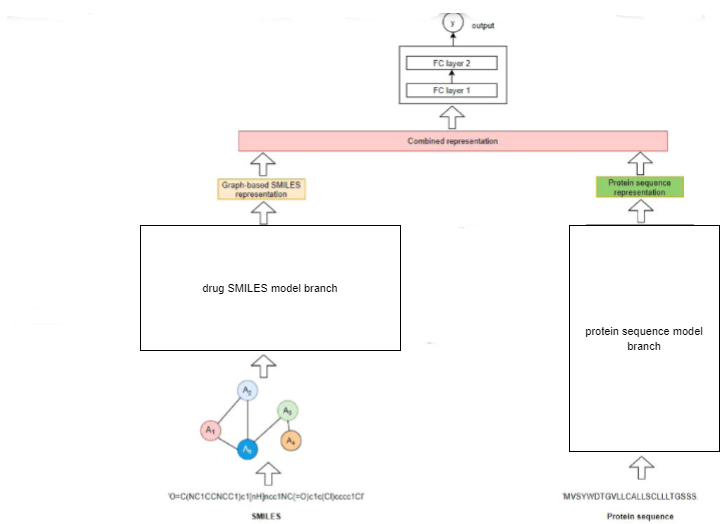 y
output
FC layer 2
FC layer 1
Combined representation
Graph-based SMILES
representation
Protein sequence
representation
drug SMILES model branch
protein sequence model
branch
A₂
A₃
A₁
A₄
'O=C(NC1CCNCC1)c1[nH]ncc1NC(=O)c1c(Cl)cccc1Cl'
'MVSYWDTGVLLCALLSCLLLTGSSS
SMILES
Protein sequence